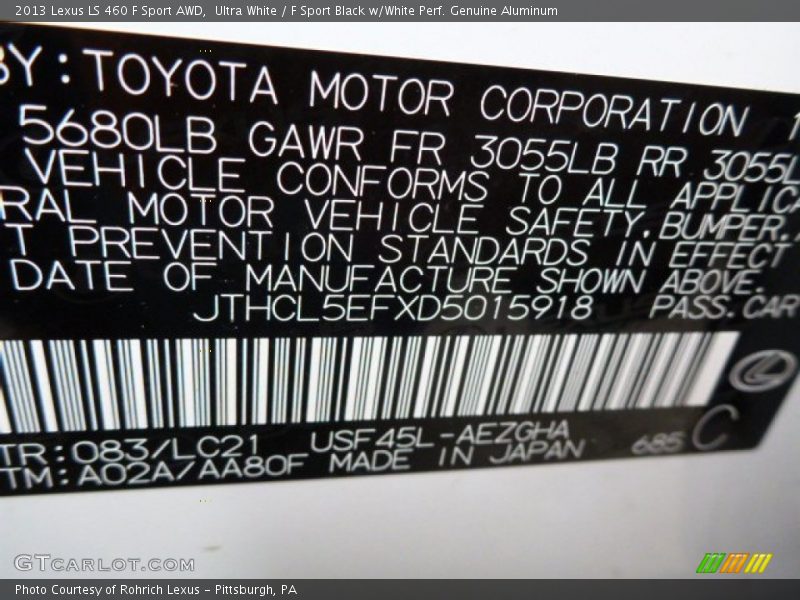 2013 Lexus LS 460 F Sport AWD,  Ultra White / F Sport Black w/White Perf. Genuine Aluminum
BY: TOYOTA MOTOR CORPORATION 1
5680LB GAWR FR 3055LB RR 3055L
VEHICLE CONFORMS TO ALL APPLICA
RAL MOTOR VEHICLE SAFETY, BUMPER,
T PREVENTION STANDARDS IN EFFECT
DATE OF MANUFACTURE SHOWN ABOVE.
JTHCL5EFXD5015918 PASS.CAR
TR: 083/LC21 USF45L-AEZGHA
TM: A02A/AA80F MADE IN JAPAN 685 C
GTCARLOT.COM
Photo Courtesy of Rohrich Lexus - Pittsburgh, PA